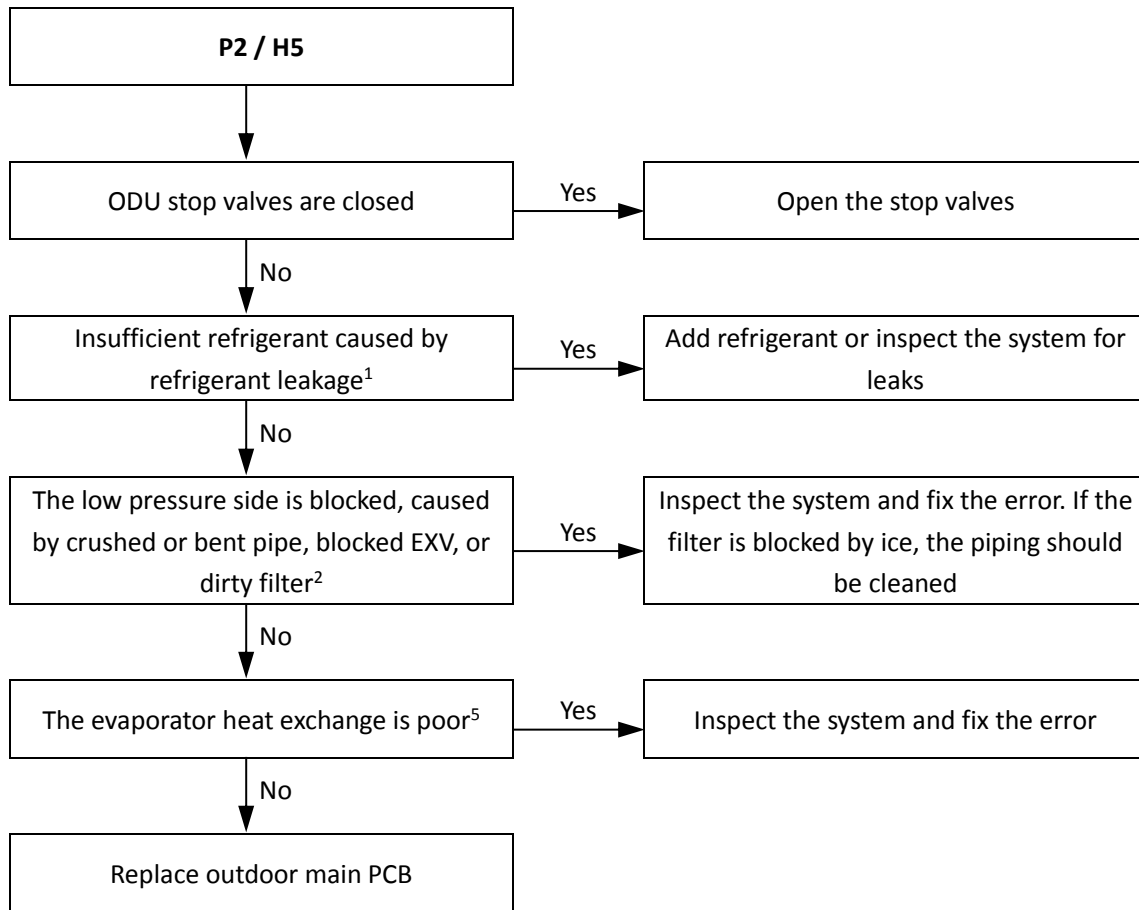 P2 / H5
ODU stop valves are closed
Yes
Open the stop valves
No
Insufficient refrigerant caused by
refrigerant leakage1
Yes
Add refrigerant or inspect the system for
leaks
No
The low pressure side is blocked, caused
by crushed or bent pipe, blocked EXV, or
dirty filter2
Yes
Inspect the system and fix the error. If the
filter is blocked by ice, the piping should
be cleaned
No
The evaporator heat exchange is poor5
Yes
Inspect the system and fix the error
No
Replace outdoor main PCB